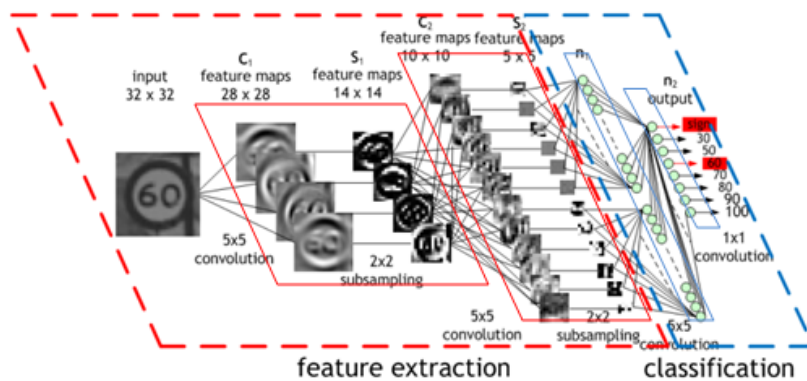 C1
feature maps
28 x 28
S1
feature maps
14 x 14
C2
feature maps
10 x 10
S2
feature maps
5 x 5
n1
n2
output
input
32 x 32
60
sign
30
50
60
70
80
90
100
5x5
convolution
2x2
subsampling
5x5
convolution
2x2
subsampling
5x5
convolution
1x1
convolution
feature extraction
classification